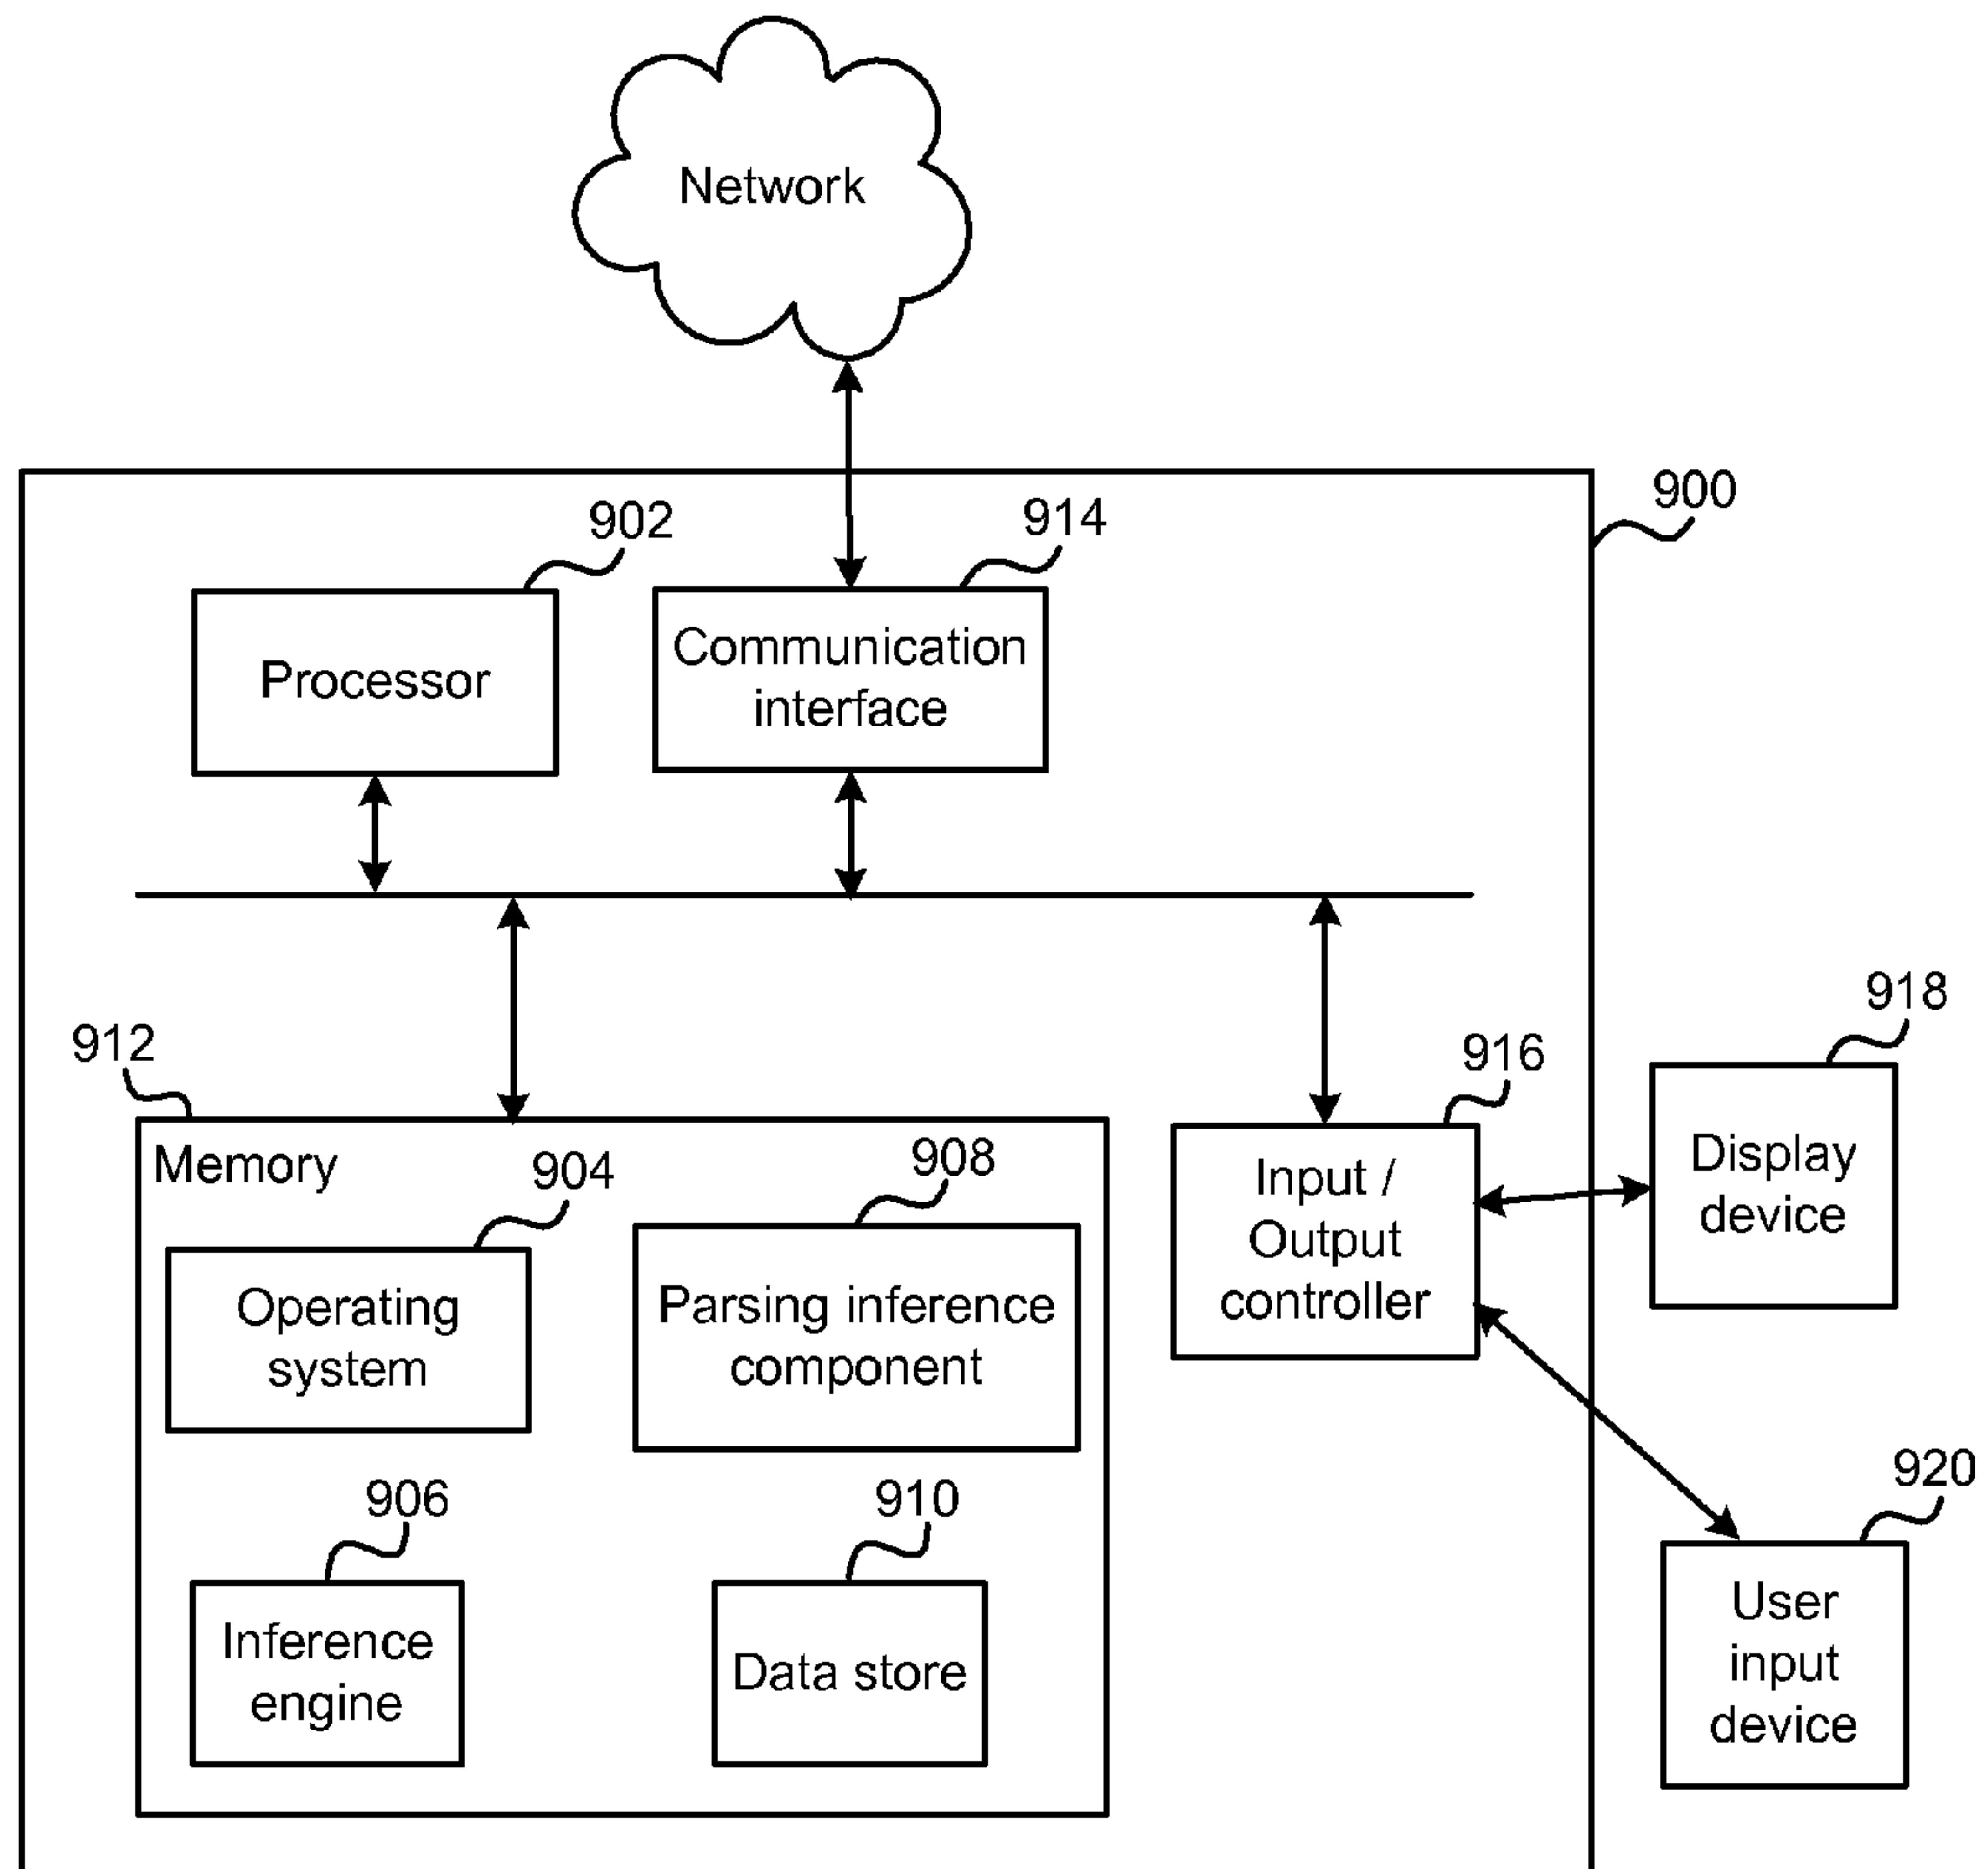 Network
900
902
914
Processor
Communication
interface
918
912
916
Memory
904
908
Input /
Output
controller
Display
device
Operating
system
Parsing inference
component
920
906
910
Inference
engine
Data store
User
input
device